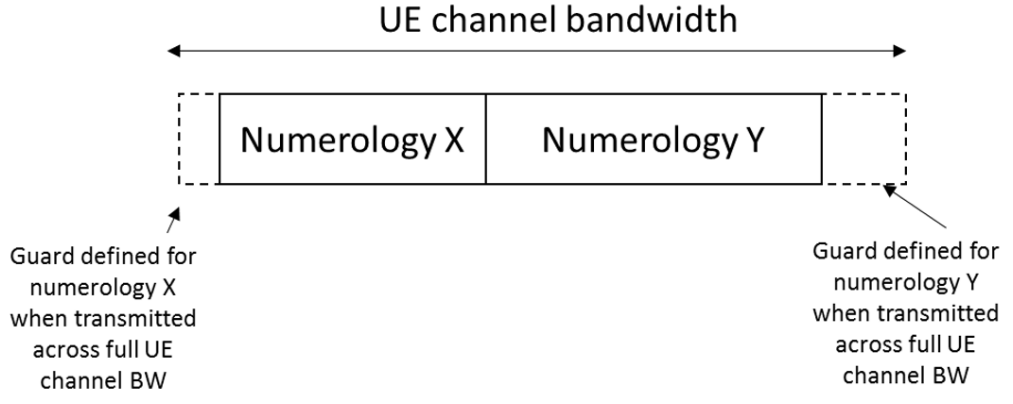 UE channel bandwidth
Numerology X
Numerology Y
Guard defined for
numerology X
when transmitted
across full UE
channel BW
Guard defined for
numerology Y
when transmitted
across full UE
channel BW